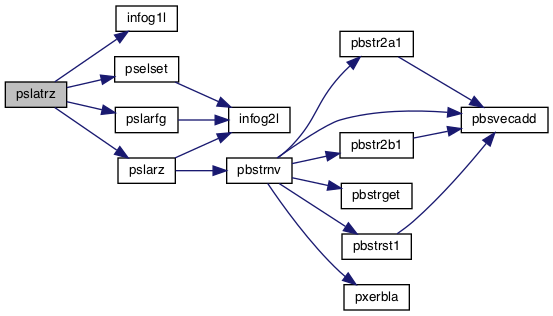 infog1l
pslatrz
pselset
pslarfg
pslarz
infog2l
pbstrnv
pbstr2a1
pbstr2b1
pbstrget
pbstrst1
pxerbla
pbsvecadd